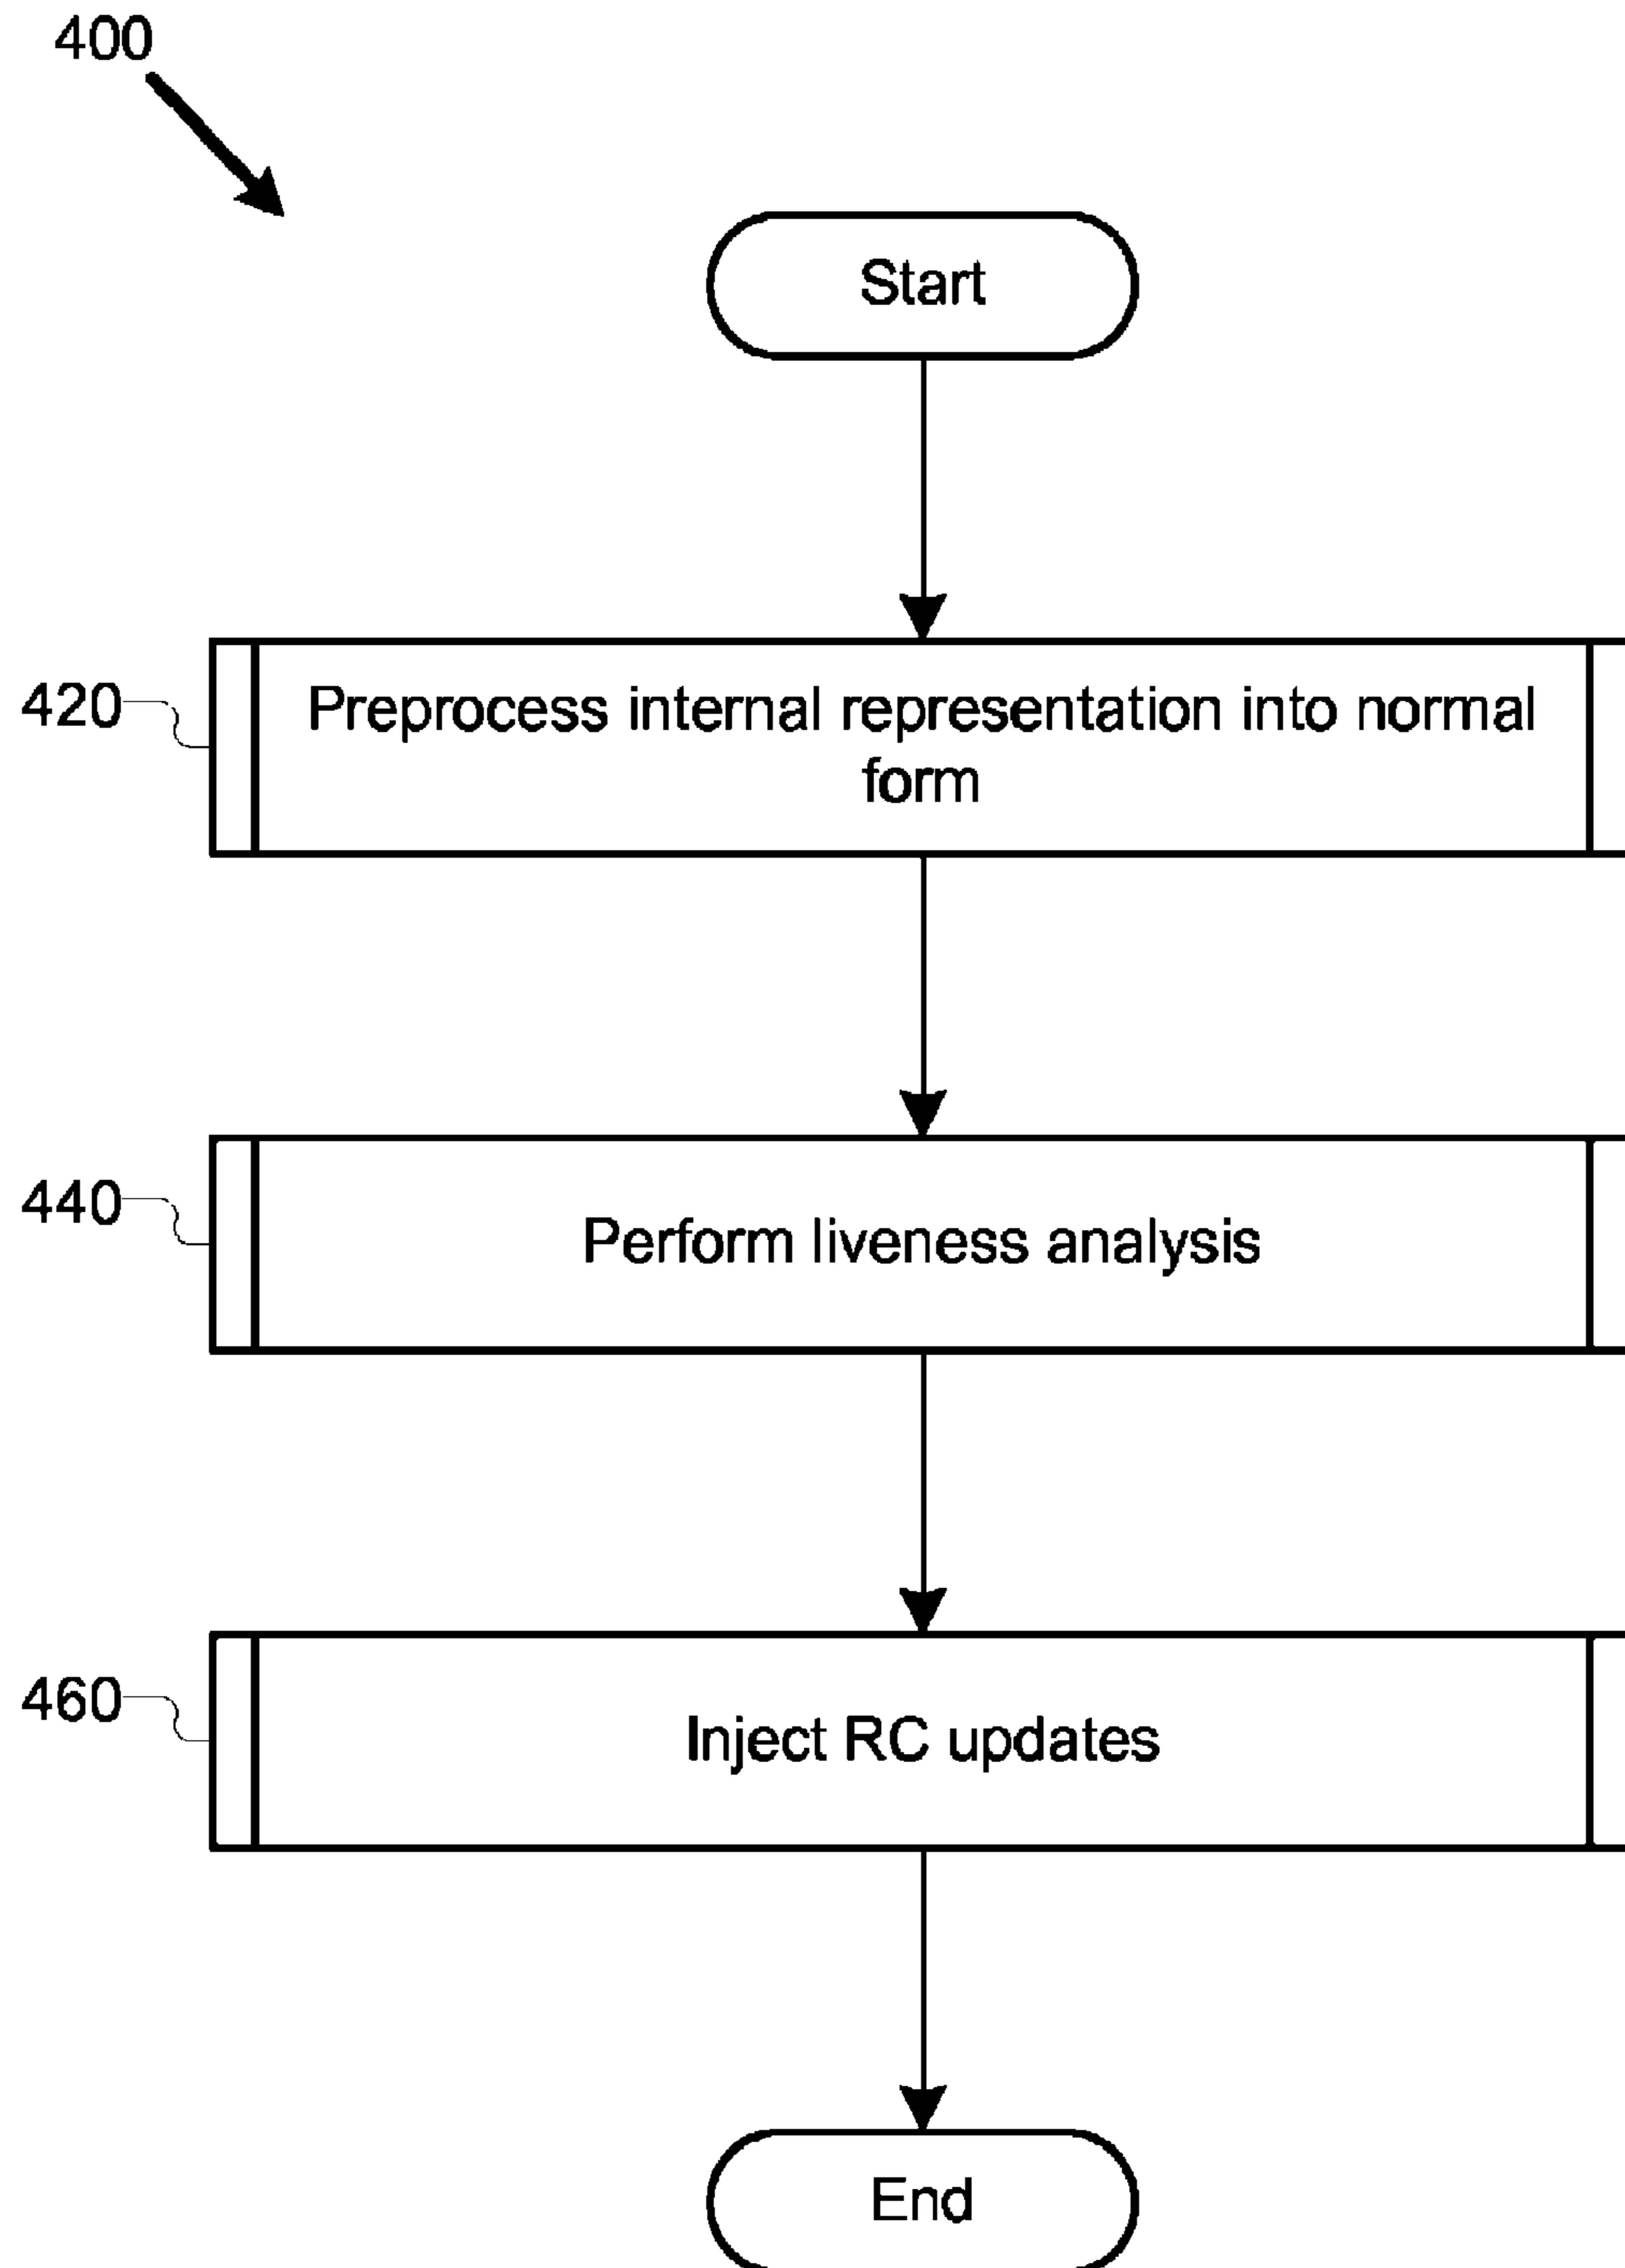 400
Start
420
Preprocess internal representation into normal
form
440
Perform liveness analysis
460
Inject RC updates
End